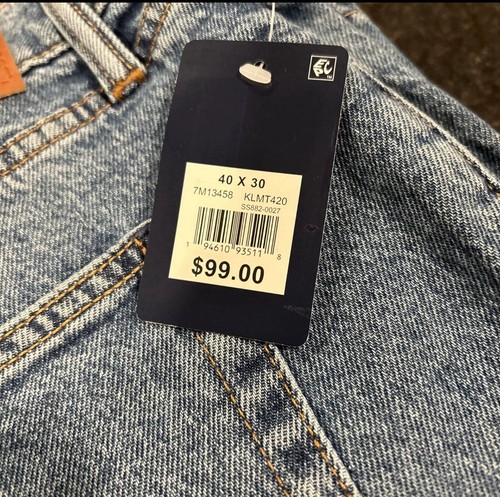 40 X 30
7M13458 KLMT420
SS882-0027
1 94610 93511 8
$99.00